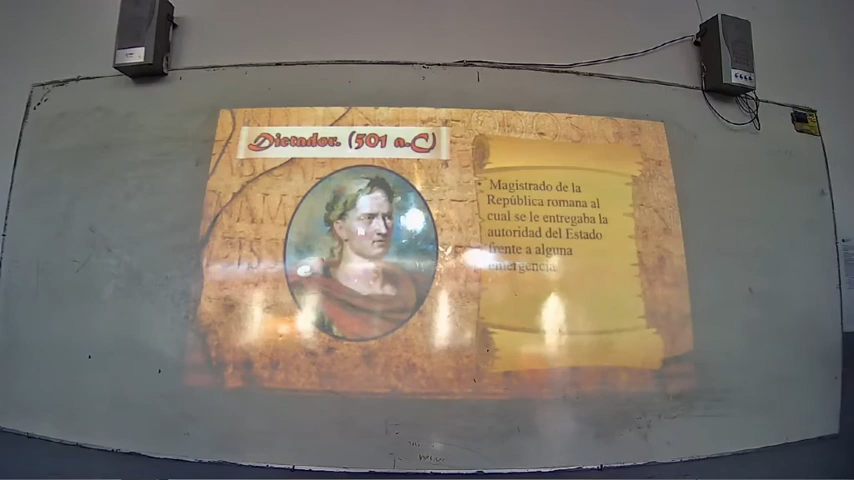 Dictador. (501 a.C)
Magistrado de la
República romana al
cual se le entregaba la
autoridad del Estado
frente a alguna
emergencia